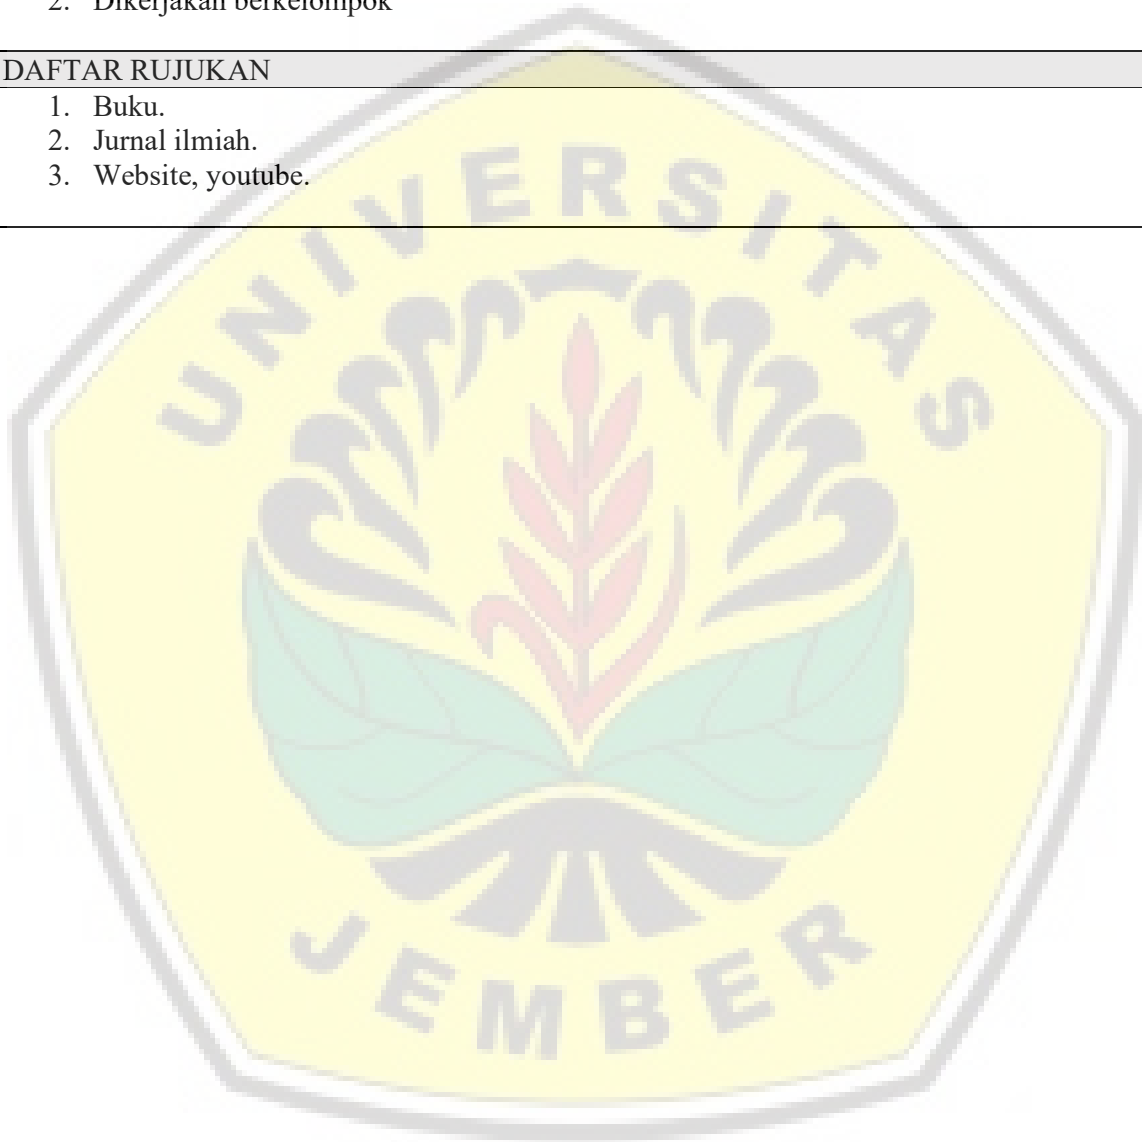 2. Dikerjakan berkelompok
DAFTAR RUJUKAN
1. Buku.
2. Jurnal ilmiah.
3. Website, youtube.
UNIVERSITAS
JEMBER